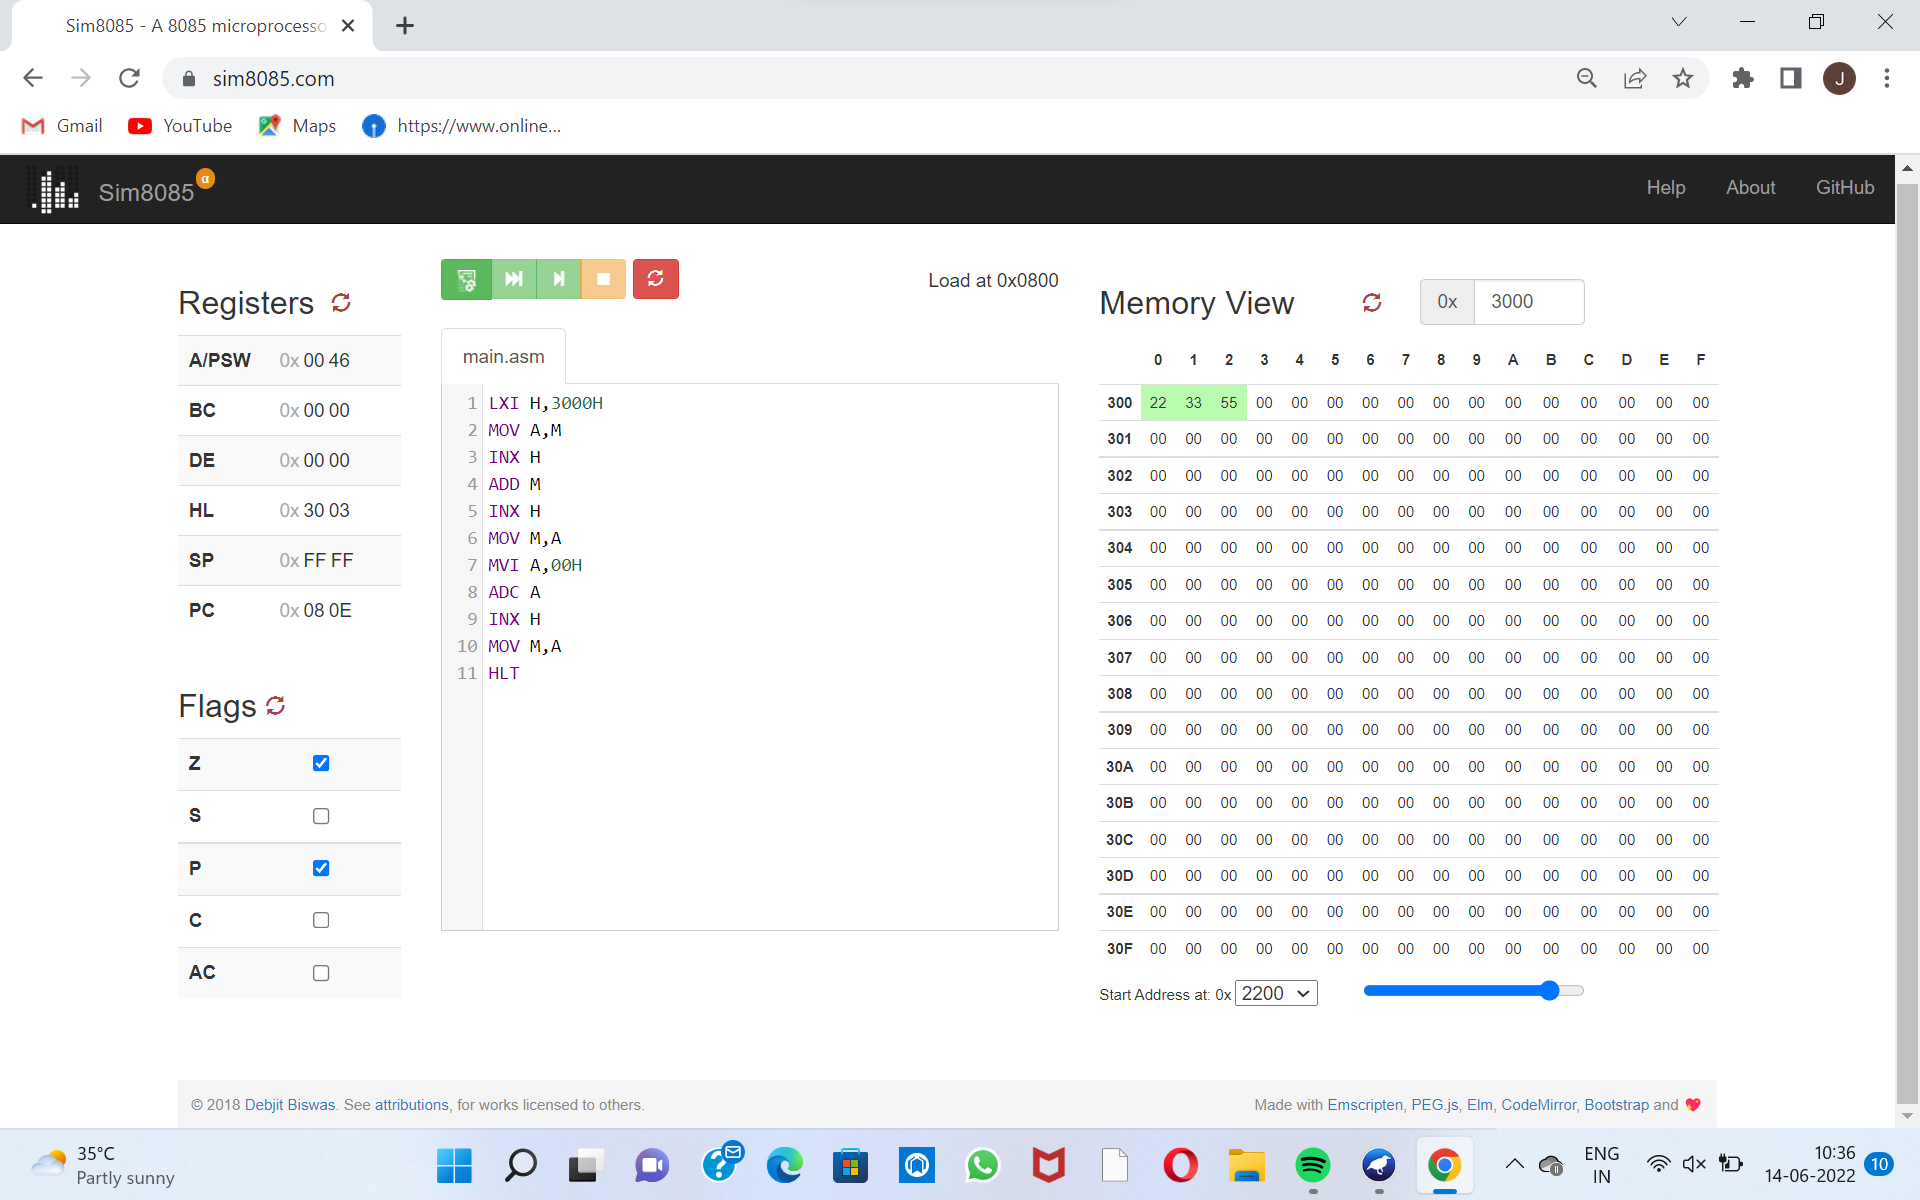 Sim8085 - A 8085 microprocesso
sim8085.com
J
Gmail YouTube Maps https://www.online...
Sim8085 α Help About GitHub
Load at 0x0800
Registers
A/PSW 0x 00 46
BC 0x 00 00
DE 0x 00 00
HL 0x 30 03
SP 0x FF FF
PC 0x 08 0E
Flags
Z
S
P
C
AC
main.asm
1 LXI H,3000H
2 MOV A,M
3 INX H
4 ADD M
5 INX H
6 MOV M,A
7 MVI A,00H
8 ADC A
9 INX H
10 MOV M,A
11 HLT
Memory View 0x 3000
0 1 2 3 4 5 6 7 8 9 A B C D E F
300 22 33 55 00 00 00 00 00 00 00 00 00 00 00 00 00
301 00 00 00 00 00 00 00 00 00 00 00 00 00 00 00 00
302 00 00 00 00 00 00 00 00 00 00 00 00 00 00 00 00
303 00 00 00 00 00 00 00 00 00 00 00 00 00 00 00 00
304 00 00 00 00 00 00 00 00 00 00 00 00 00 00 00 00
305 00 00 00 00 00 00 00 00 00 00 00 00 00 00 00 00
306 00 00 00 00 00 00 00 00 00 00 00 00 00 00 00 00
307 00 00 00 00 00 00 00 00 00 00 00 00 00 00 00 00
308 00 00 00 00 00 00 00 00 00 00 00 00 00 00 00 00
309 00 00 00 00 00 00 00 00 00 00 00 00 00 00 00 00
30A 00 00 00 00 00 00 00 00 00 00 00 00 00 00 00 00
30B 00 00 00 00 00 00 00 00 00 00 00 00 00 00 00 00
30C 00 00 00 00 00 00 00 00 00 00 00 00 00 00 00 00
30D 00 00 00 00 00 00 00 00 00 00 00 00 00 00 00 00
30E 00 00 00 00 00 00 00 00 00 00 00 00 00 00 00 00
30F 00 00 00 00 00 00 00 00 00 00 00 00 00 00 00 00
Start Address at: 0x 2200
© 2018 Debjit Biswas. See attributions, for works licensed to others.
Made with Emscripten, PEG.js, Elm, CodeMirror, Bootstrap and
35°C
Partly sunny
ENG
IN
10:36
14-06-2022
10